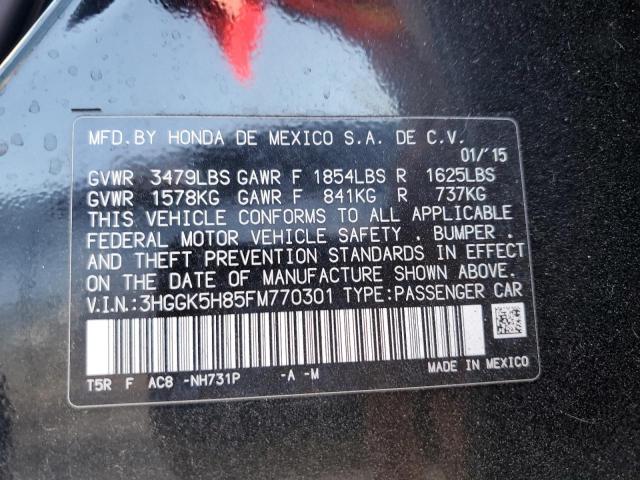 MFD.BY HONDA DE MEXICO S.A. DE C.V.
01/'15
GVWR 3479LBS GAWR F 1854LBS R 1625LBS
GVWR 1578KG GAWR F 841KG R 737KG
THIS VEHICLE CONFORMS TO ALL APPLICABLE
FEDERAL MOTOR VEHICLE SAFETY , BUMPER ,
AND THEFT PREVENTION STANDARDS IN EFFECT
ON THE DATE OF MANUFACTURE SHOWN ABOVE.
V.I.N.:3HGGK5H85FM770301 TYPE:PASSENGER CAR
T5R F AC8 -NH731P -A -M
MADE IN MEXICO